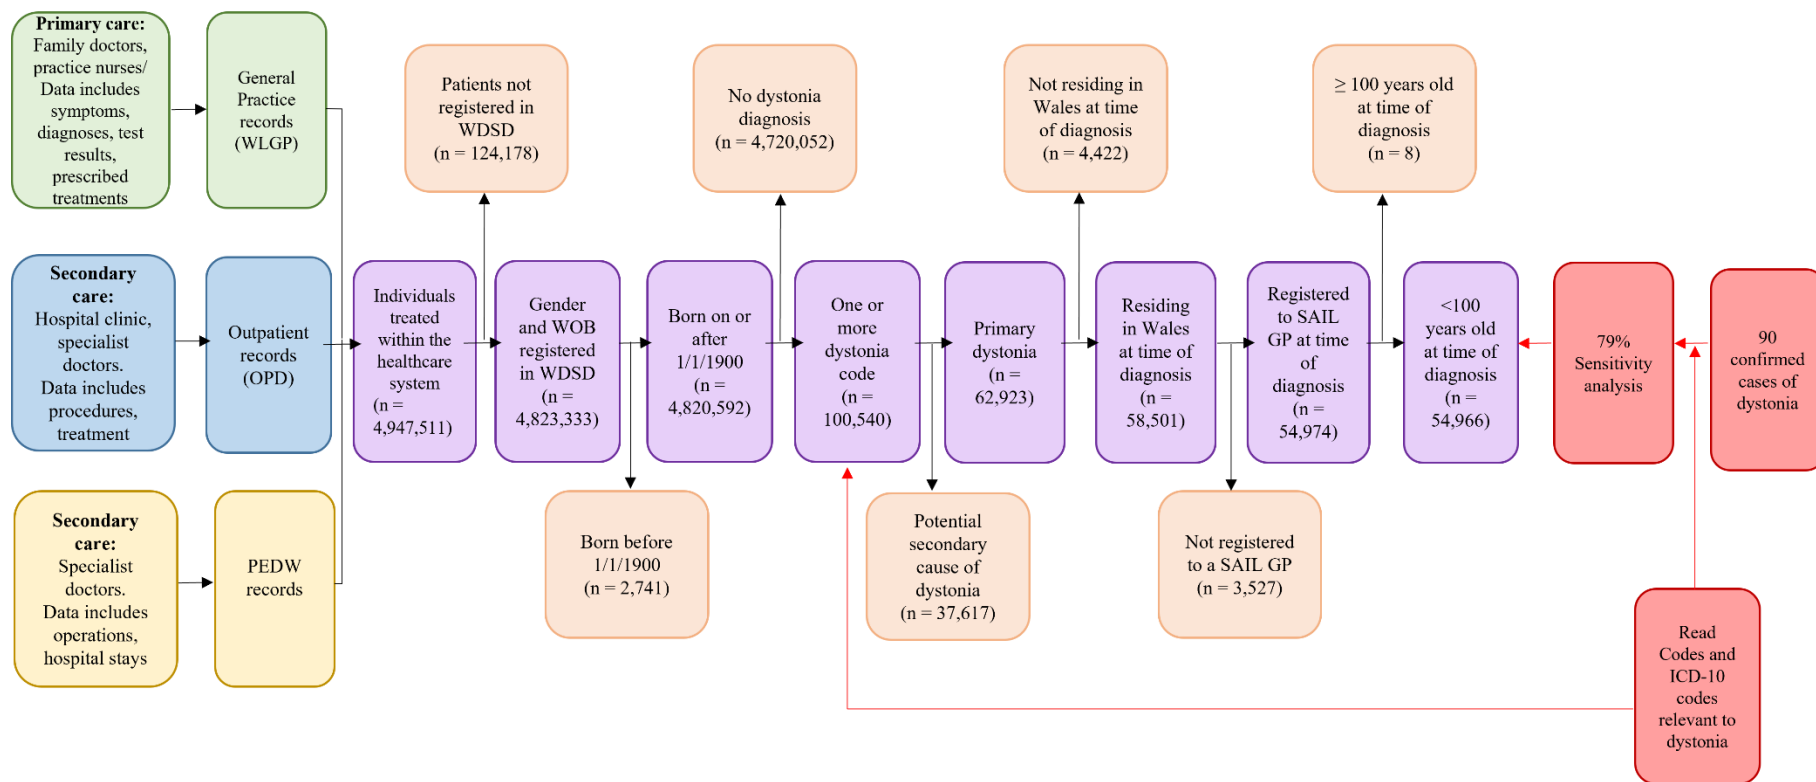 Primary care:
Family doctors,
practice nurses/
Data includes
symptoms,
diagnoses, test
results,
prescribed
treatments
General
Practice
records
(WLGP)
Secondary
care:
Hospital clinic,
specialist
doctors.
Data includes
procedures,
treatment
Outpatient
records
(OPD)
Secondary
care:
Specialist
doctors.
Data includes
operations,
hospital stays
PEDW
records
Individuals
treated
within the
healthcare
system
(n =
4,947,511)
Patients not
registered in
WDSD
(n = 124,178)
Gender
and WOB
registered
in WDSD
(n =
4,823,333)
Born before
1/1/1900
(n = 2,741)
Born on or
after
1/1/1900
(n =
4,820,592)
No dystonia
diagnosis
(n = 4,720,052)
One or
more
dystonia
code
(n =
100,540)
Potential
secondary
cause of
dystonia
(n = 37,617)
Primary
dystonia
(n =
62,923)
Not residing in
Wales at time
of diagnosis
(n = 4,422)
Residing
in Wales
at time of
diagnosis
(n =
58,501)
Not registered
to a SAIL GP
(n = 3,527)
Registered
to SAIL
GP at time
of
diagnosis
(n =
54,974)
≥ 100 years old
at time of
diagnosis
(n = 8)
<100
years old
at time of
diagnosis
(n =
54,966)
79%
Sensitivity
analysis
90
confirmed
cases of
dystonia
Read
Codes and
ICD-10
codes
relevant to
dystonia